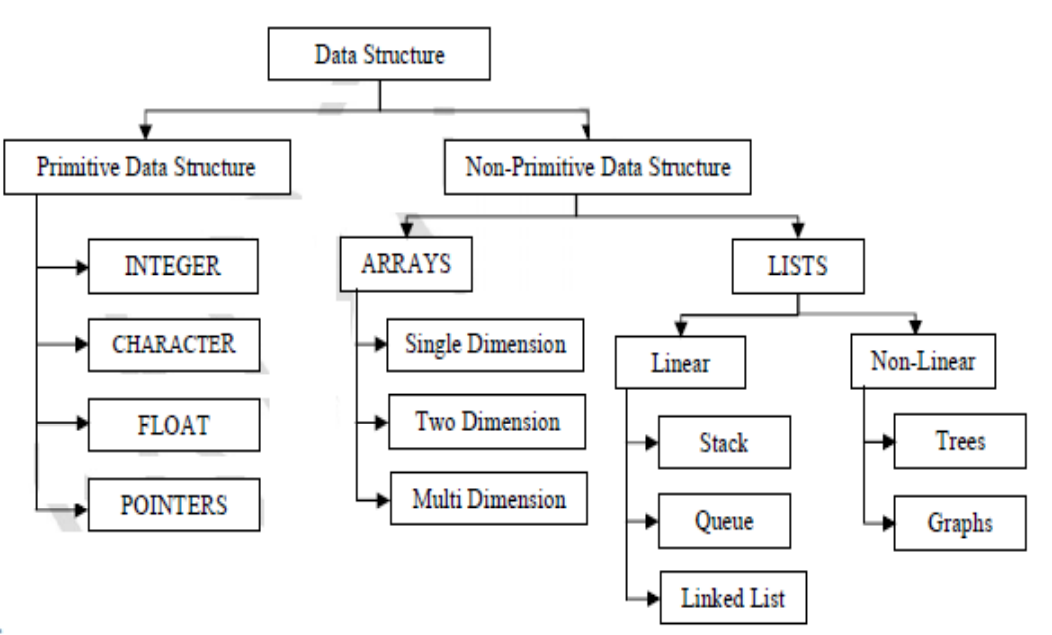 Data Structure
Primitive Data Structure
Non-Primitive Data Structure
INTEGER
ARRAYS
LISTS
CHARACTER
Single Dimension
Linear
Non-Linear
FLOAT
Two Dimension
Stack
Trees
POINTERS
Multi Dimension
Queue
Graphs
Linked List